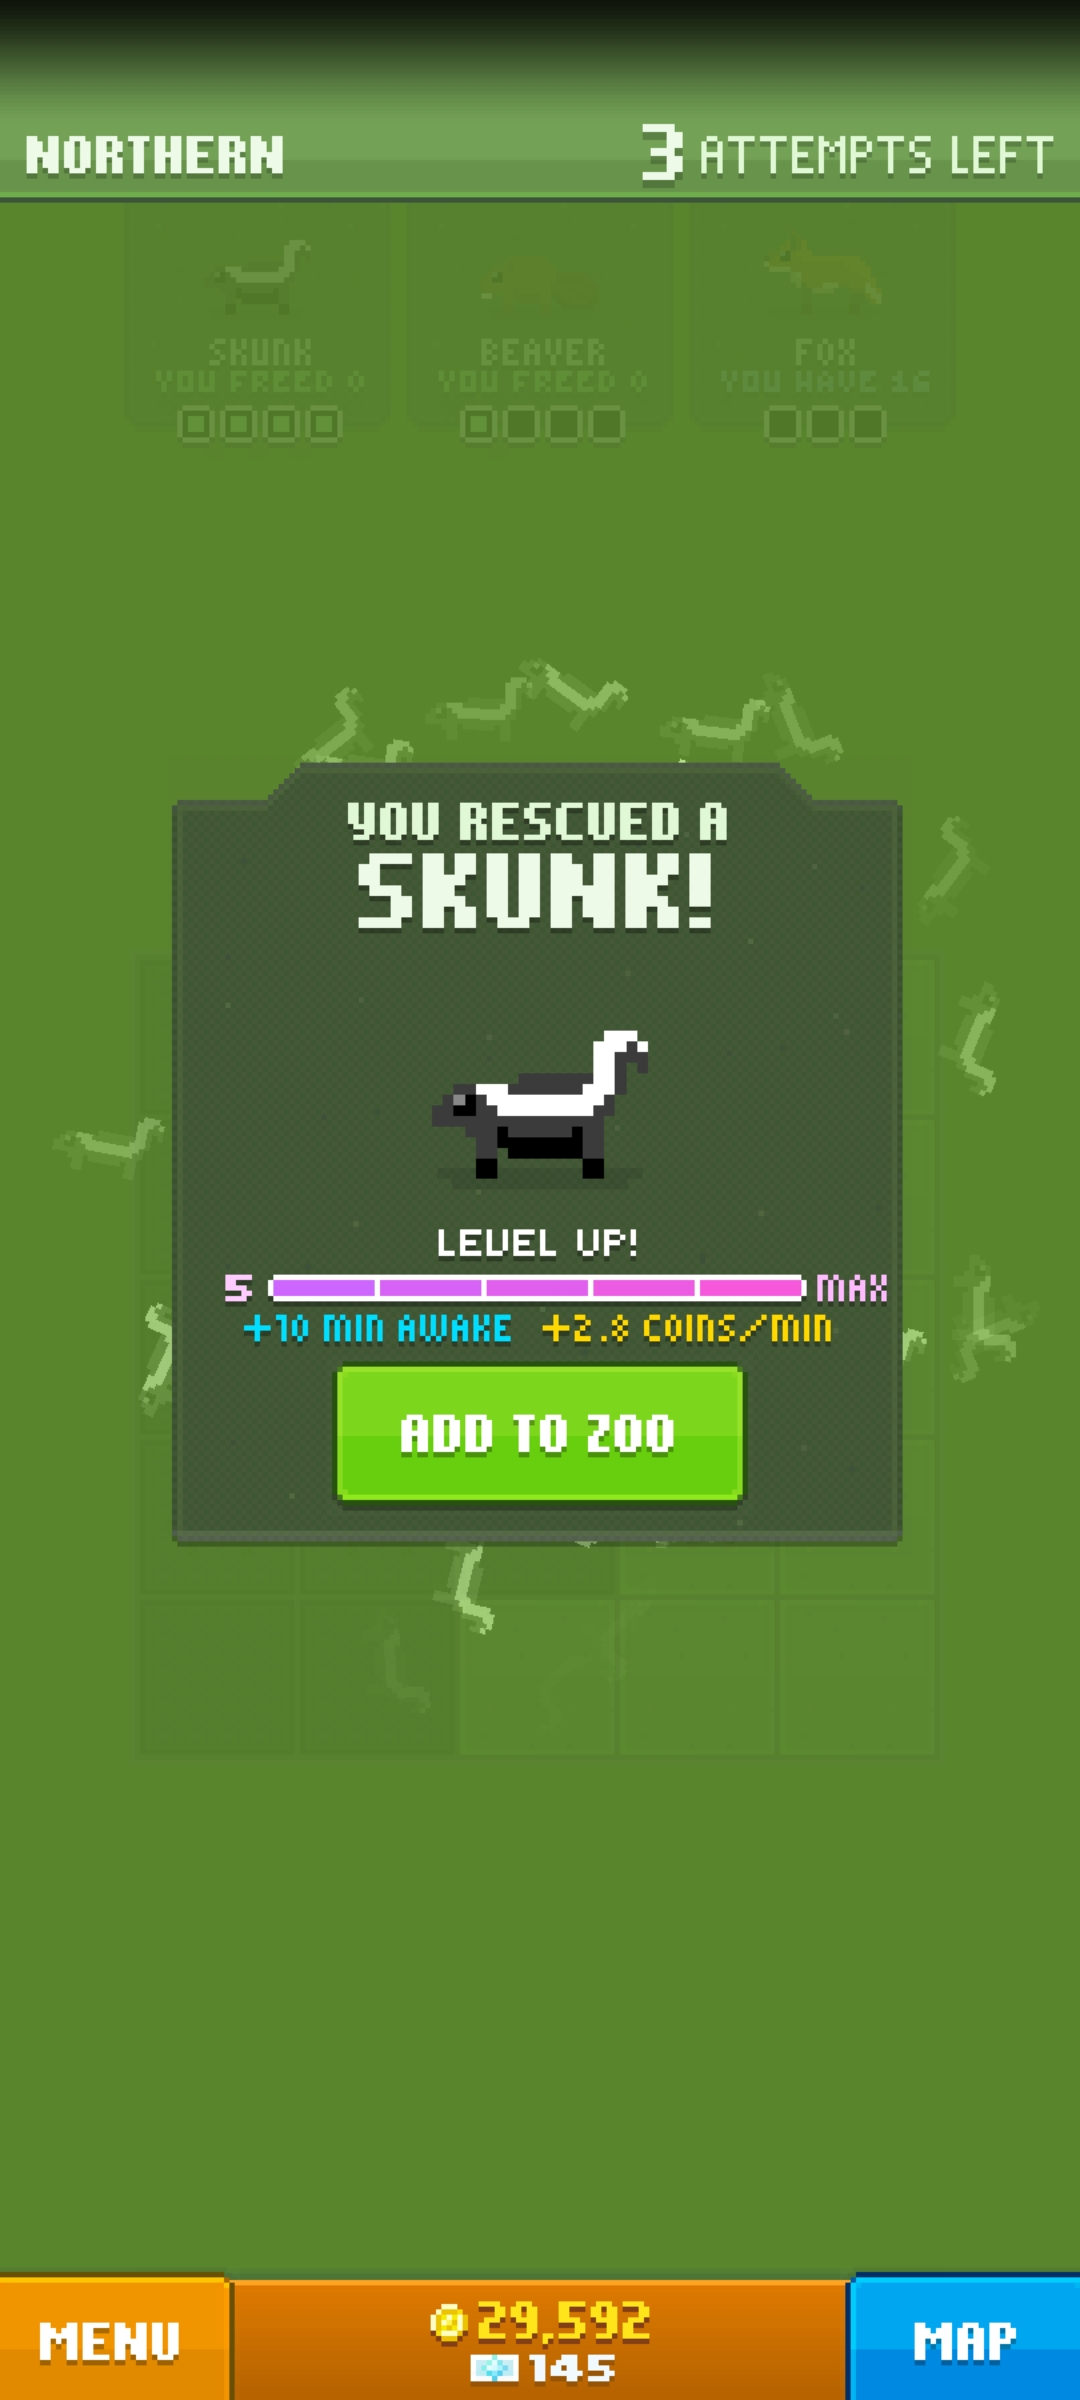 NORTHERN
3 ATTEMPTS LEFT
SKUNK
YOU FREED 0
BEAVER
YOU FREED 0
FOX
YOU HAVE 16
YOU RESCUED A
SKUNK!
LEVEL UP!
5 MAX
+10 MIN AWAKE +2.8 COINS/MIN
ADD TO ZOO
MENU
29,592
145
MAP